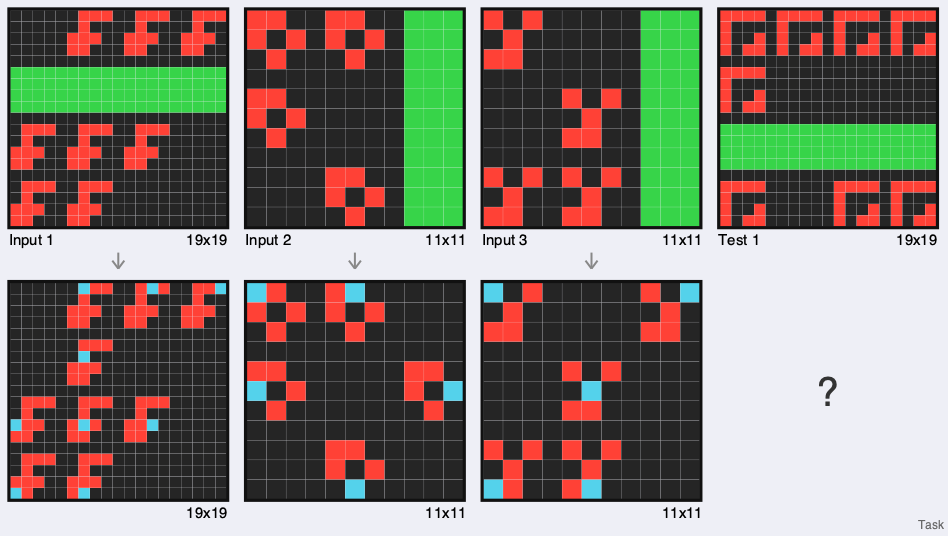 Input 1 19x19
Input 2 11x11
Input 3 11x11
Test 1 19x19
?
19x19
11x11
11x11
Task